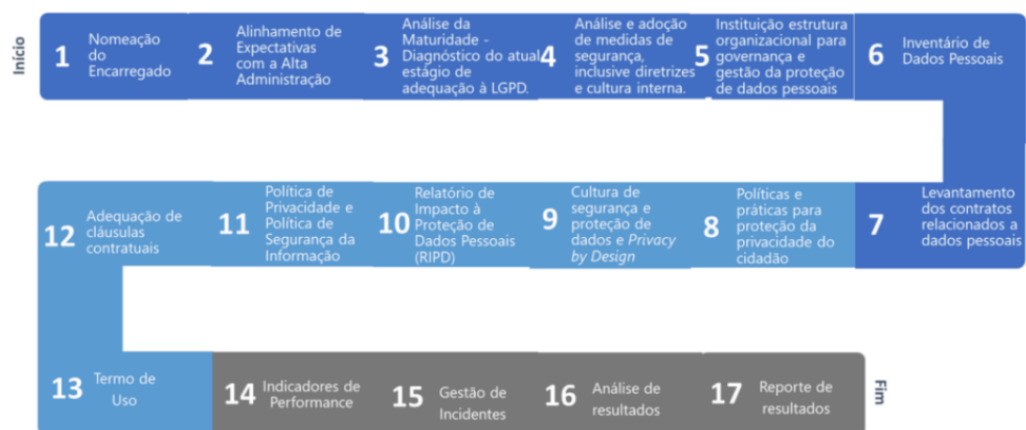 Início
1
Nomeação
do
Encarregado
2
Alinhamento de
Expectativas
com a Alta
Administração
3
Análise da
Maturidade -
Diagnóstico do atual
estágio de
adequação à LGPD.
4
Análise e adoção
de medidas de
segurança,
inclusive diretrizes
e cultura interna.
5
Instituição estrutura
organizacional para
governança e
gestão da proteção
de dados pessoais
6
Inventário de
Dados Pessoais
7
Levantamento
dos contratos
relacionados a
dados pessoais
8
Políticas e
práticas para
proteção da
privacidade do
cidadão
9
Cultura de
segurança e
proteção de
dados e Privacy
by Design
10
Relatório de
Impacto à
Proteção de
Dados Pessoais
(RIPD)
11
Política de
Privacidade e
Política de
Segurança da
Informação
12
Adequação de
cláusulas
contratuais
13
Termo de
Uso
14
Indicadores de
Performance
15
Gestão de
Incidentes
16
Análise de
resultados
17
Reporte de
resultados
Fim